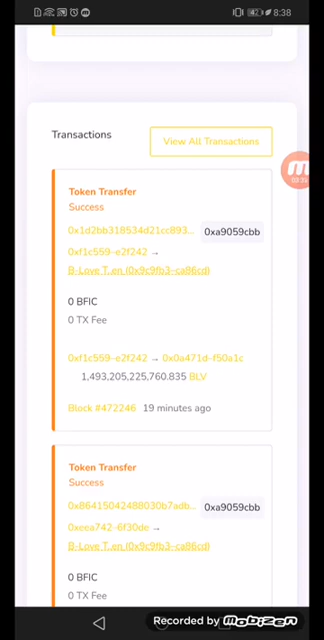 42 8:38
Transactions
View All Transactions
Token Transfer
Success
0x1d2bb318534d21cc893... 0xa9059cbb
0xf1c559-e2f242 →
B-Love T..en (0x9c9fb3-ca86cd)
0 BFIC
0 TX Fee
0xf1c559-e2f242 → 0x0a471d-f50a1c
1,493,205,225,760.835 BLV
Block #472246 19 minutes ago
Token Transfer
Success
0x86415042488030b7adb... 0xa9059cbb
0xeea742-6f30de →
B-Love T..en (0x9c9fb3-ca86cd)
0 BFIC
0 TX Fee
Recorded by Mobizen